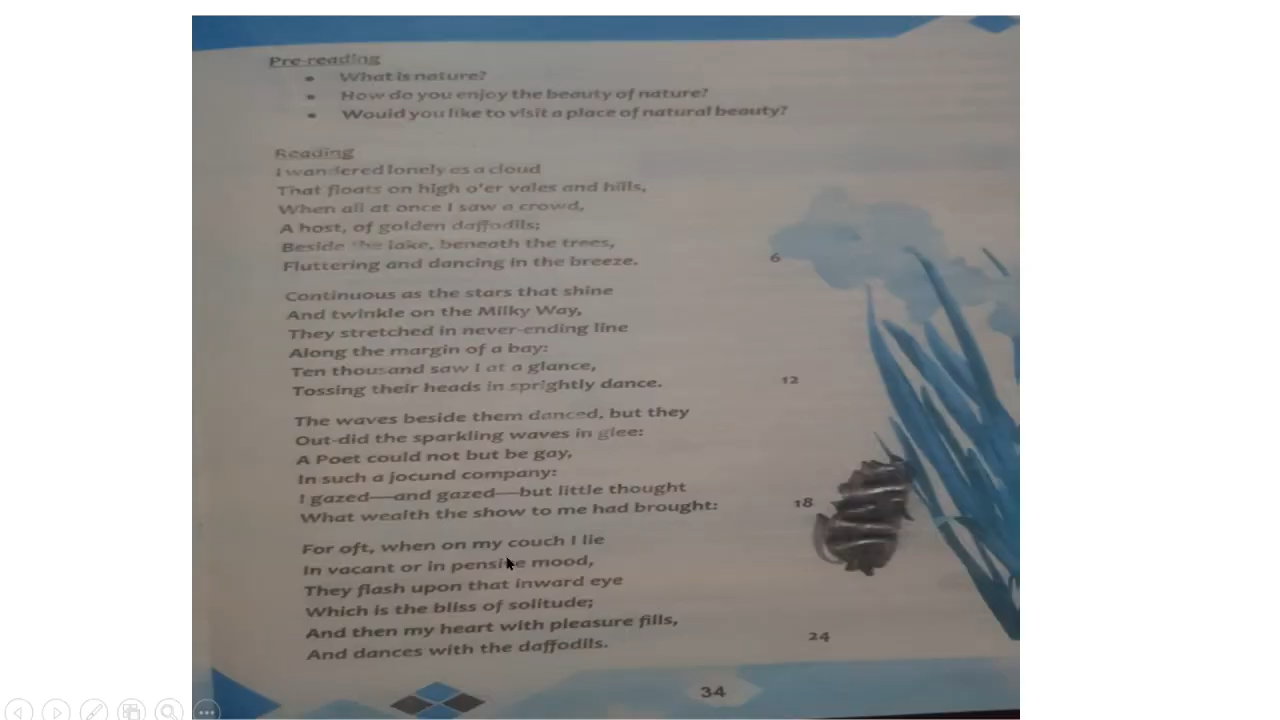 Pre-reading
• What is nature?
• How do you enjoy the beauty of nature?
• Would you like to visit a place of natural beauty?
Reading
I wandered lonely as a cloud
That floats on high o'er vales and hills,
When all at once I saw a crowd,
A host, of golden daffodils;
Beside the lake, beneath the trees,
Fluttering and dancing in the breeze. 6
Continuous as the stars that shine
And twinkle on the Milky Way,
They stretched in never-ending line
Along the margin of a bay:
Ten thousand saw I at a glance,
Tossing their heads in sprightly dance. 12
The waves beside them danced, but they
Out-did the sparkling waves in glee:
A Poet could not but be gay,
In such a jocund company:
I gazed—and gazed—but little thought
What wealth the show to me had brought: 18
For oft, when on my couch I lie
In vacant or in pensive mood,
They flash upon that inward eye
Which is the bliss of solitude;
And then my heart with pleasure fills,
And dances with the daffodils. 24
34